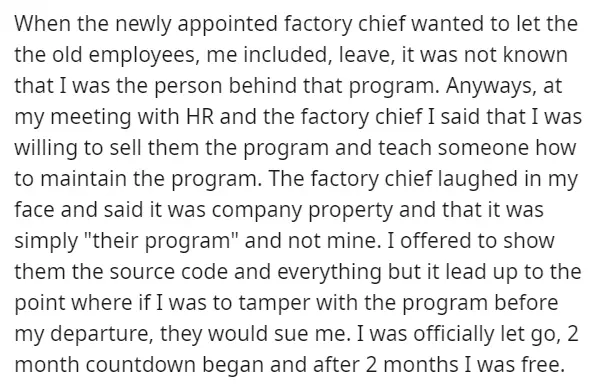 When the newly appointed factory chief wanted to let the
the old employees, me included, leave, it was not known
that I was the person behind that program. Anyways, at
my meeting with HR and the factory chief I said that I was
willing to sell them the program and teach someone how
to maintain the program. The factory chief laughed in my
face and said it was company property and that it was
simply "their program" and not mine. I offered to show
them the source code and everything but it lead up to the
point where if I was to tamper with the program before
my departure, they would sue me. I was officially let go, 2
month countdown began and after 2 months I was free.